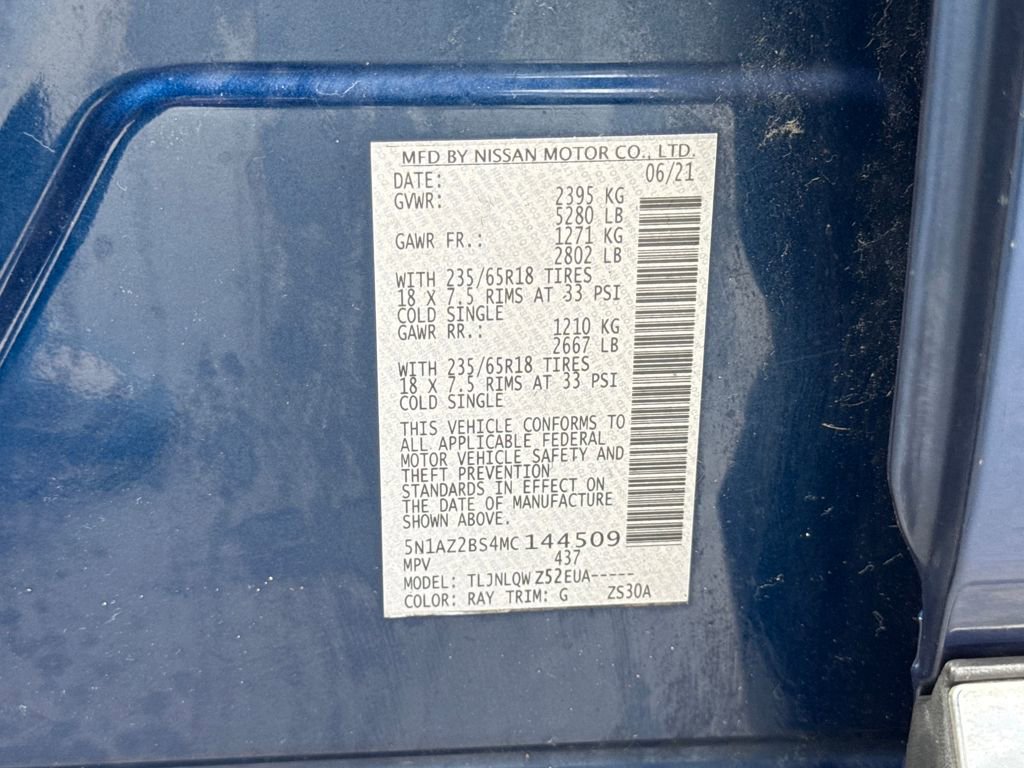 MFD BY NISSAN MOTOR CO., LTD.
DATE: 06/21
GVWR: 2395 KG
5280 LB
GAWR FR.: 1271 KG
2802 LB
WITH 235/65R18 TIRES
18 X 7.5 RIMS AT 33 PSI
COLD SINGLE
GAWR RR.: 1210 KG
2667 LB
WITH 235/65R18 TIRES
18 X 7.5 RIMS AT 33 PSI
COLD SINGLE
THIS VEHICLE CONFORMS TO
ALL APPLICABLE FEDERAL
MOTOR VEHICLE SAFETY AND
THEFT PREVENTION
STANDARDS IN EFFECT ON
THE DATE OF MANUFACTURE
SHOWN ABOVE.
5N1AZ2BS4MC144509
MPV 437
MODEL: TLJNLQW Z52EUA-----
COLOR: RAY TRIM: G ZS30A